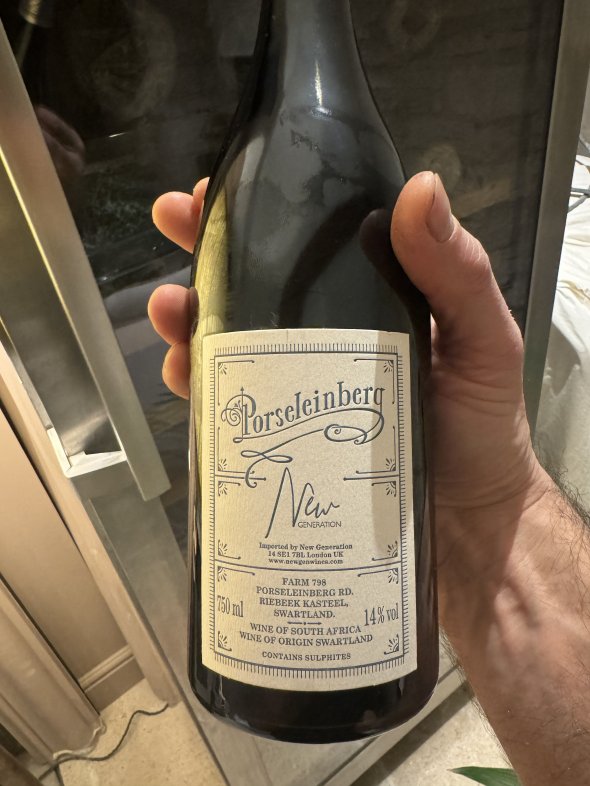 Porseleinberg
New
GENERATION
Imported by New Generation
14 SE1 7BL London UK
www.newgenwines.com
FARM 798
PORSELEINBERG RD.
RIEBEEK KASTEEL,
SWARTLAND.
750 ml
14% vol
WINE OF SOUTH AFRICA
WINE OF ORIGIN SWARTLAND
CONTAINS SULPHITES